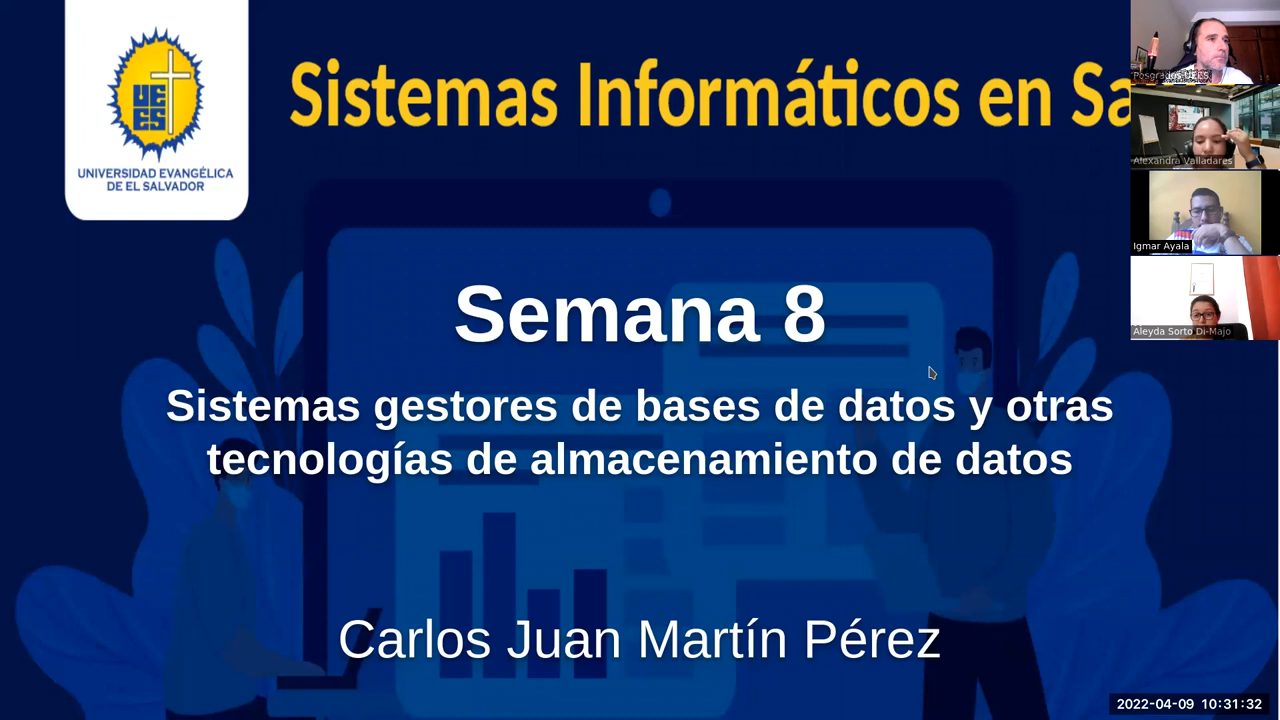 Sistemas Informáticos en Sa
UE
ES
UNIVERSIDAD EVANGÉLICA
DE EL SALVADOR
Semana 8
Sistemas gestores de bases de datos y otras
tecnologías de almacenamiento de datos
Carlos Juan Martín Pérez
Posgrados UEES
Alexandra Valladares
Igmar Ayala
Aleyda Sorto Di-Majo
2022-04-09 10:31:32